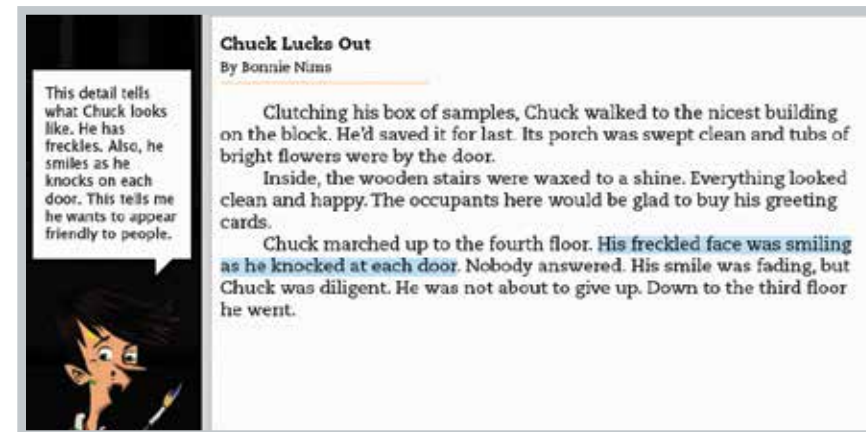 This detail tells
what Chuck looks
like. He has
freckles. Also, he
smiles as he
knocks on each
door. This tells me
he wants to appear
friendly to people.
Chuck Lucks Out
By Bonnie Nims
Clutching his box of samples, Chuck walked to the nicest building
on the block. He'd saved it for last. Its porch was swept clean and tubs of
bright flowers were by the door.
Inside, the wooden stairs were waxed to a shine. Everything looked
clean and happy. The occupants here would be glad to buy his greeting
cards.
Chuck marched up to the fourth floor. His freckled face was smiling
as he knocked at each door. Nobody answered. His smile was fading, but
Chuck was diligent. He was not about to give up. Down to the third floor
he went.